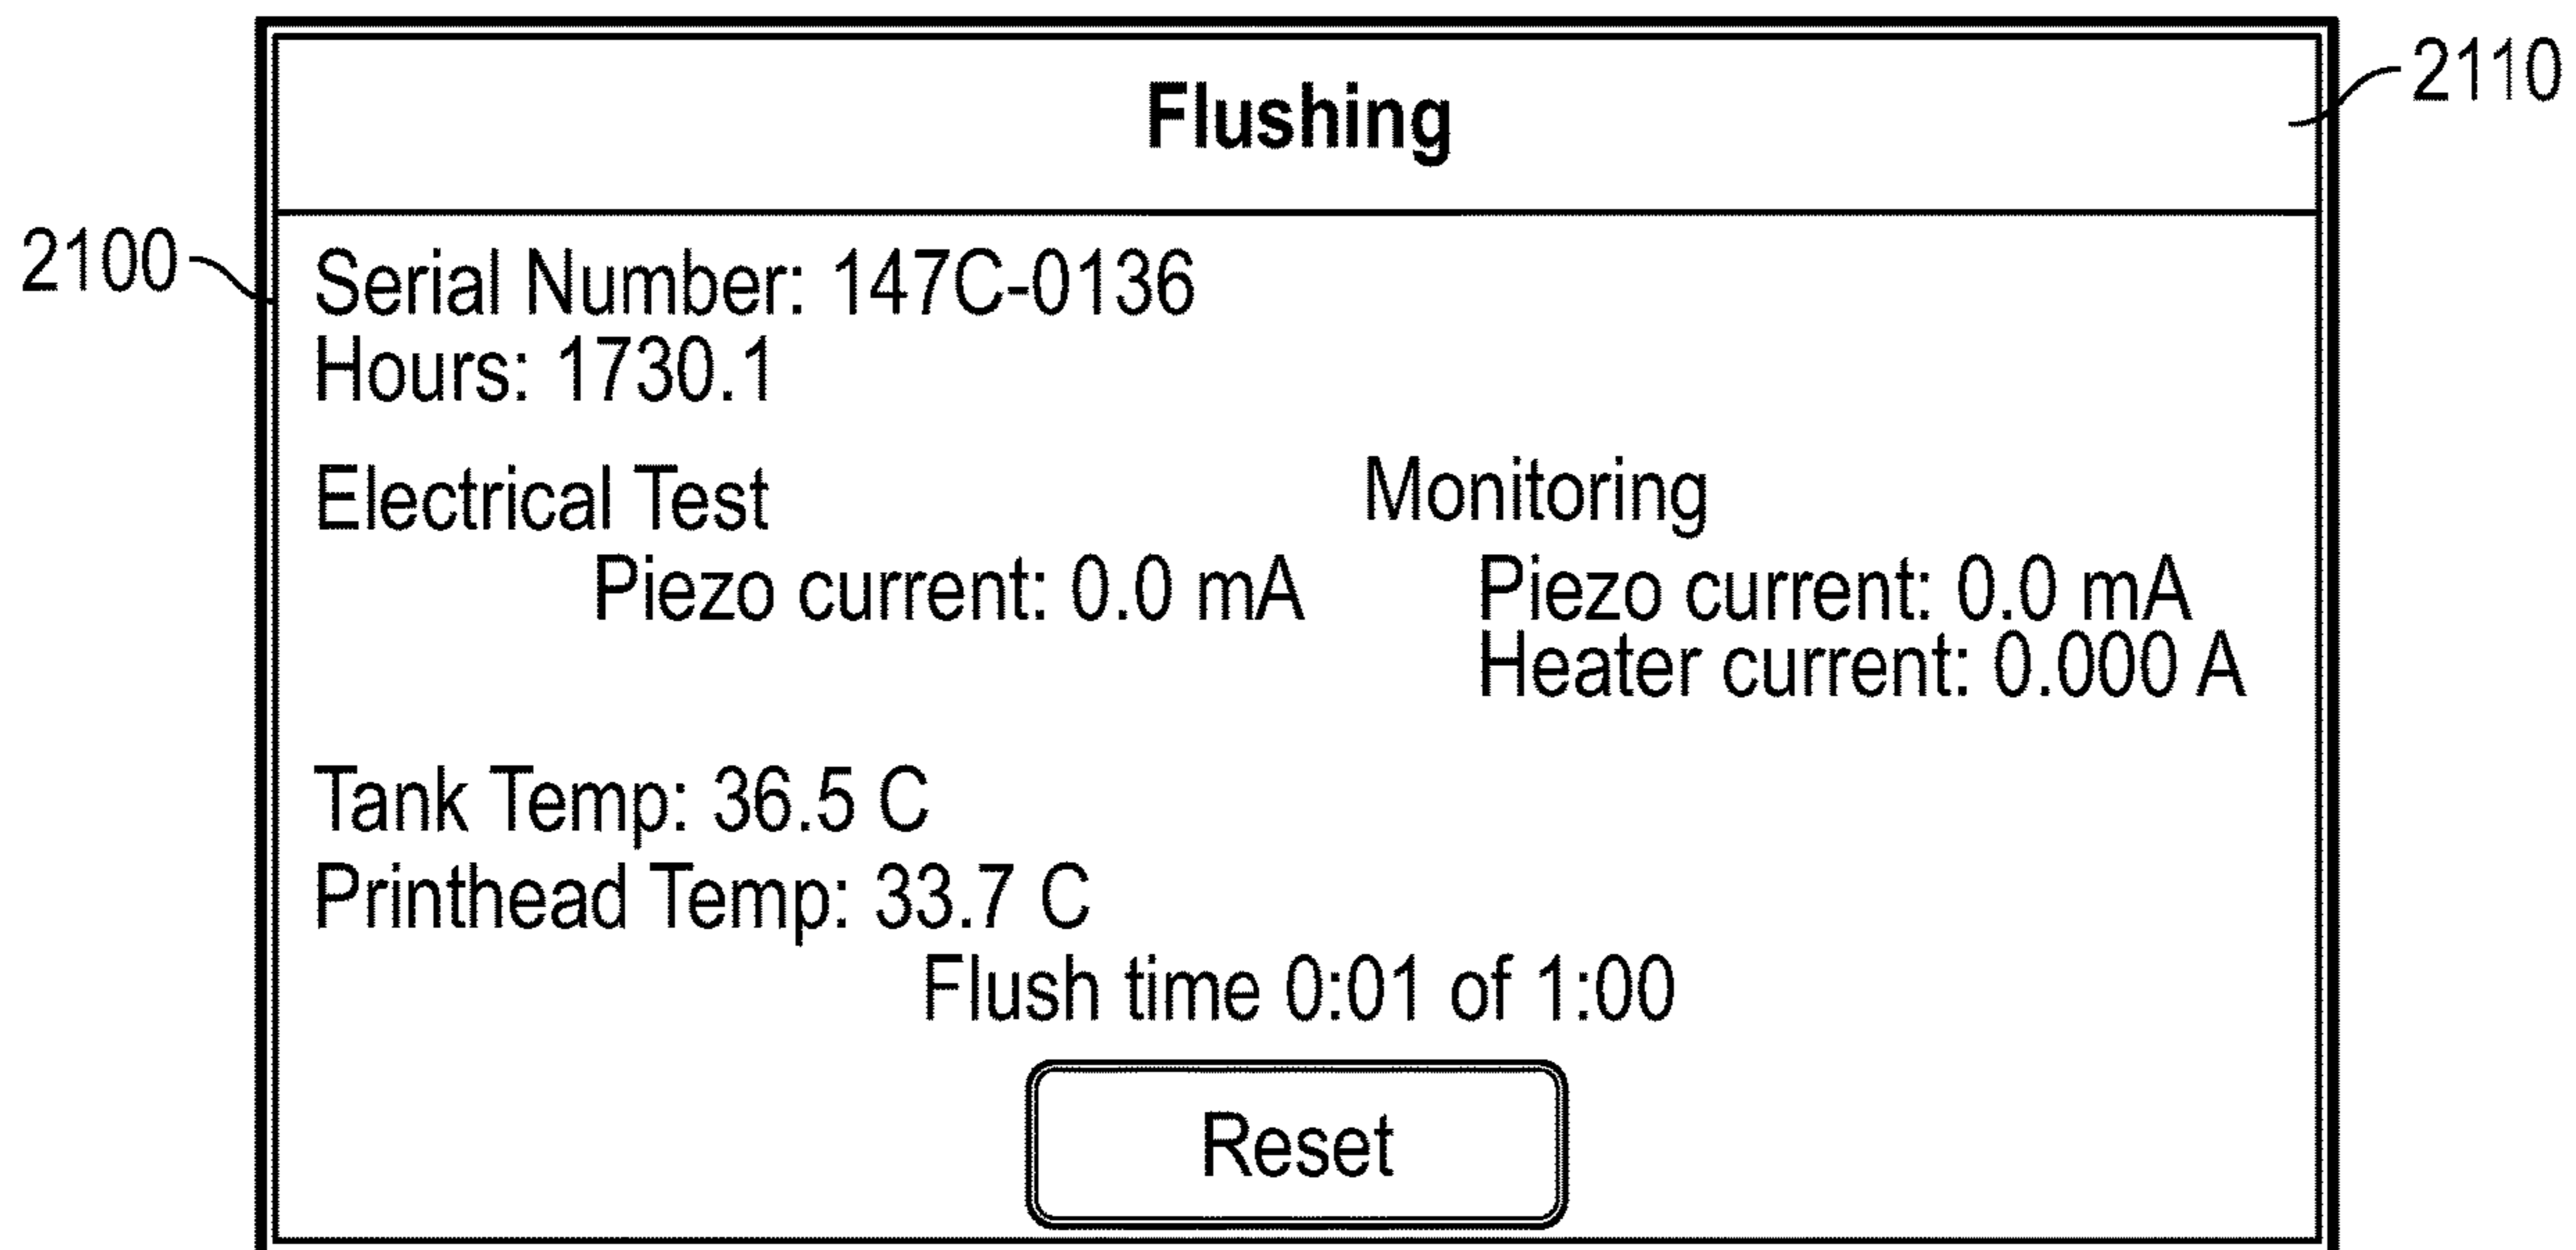 Flushing
2110
2100
Serial Number: 147C-0136
Hours: 1730.1
Electrical Test
Piezo current: 0.0 mA
Monitoring
Piezo current: 0.0 mA
Heater current: 0.000 A
Tank Temp: 36.5 C
Printhead Temp: 33.7 C
Flush time 0:01 of 1:00
Reset